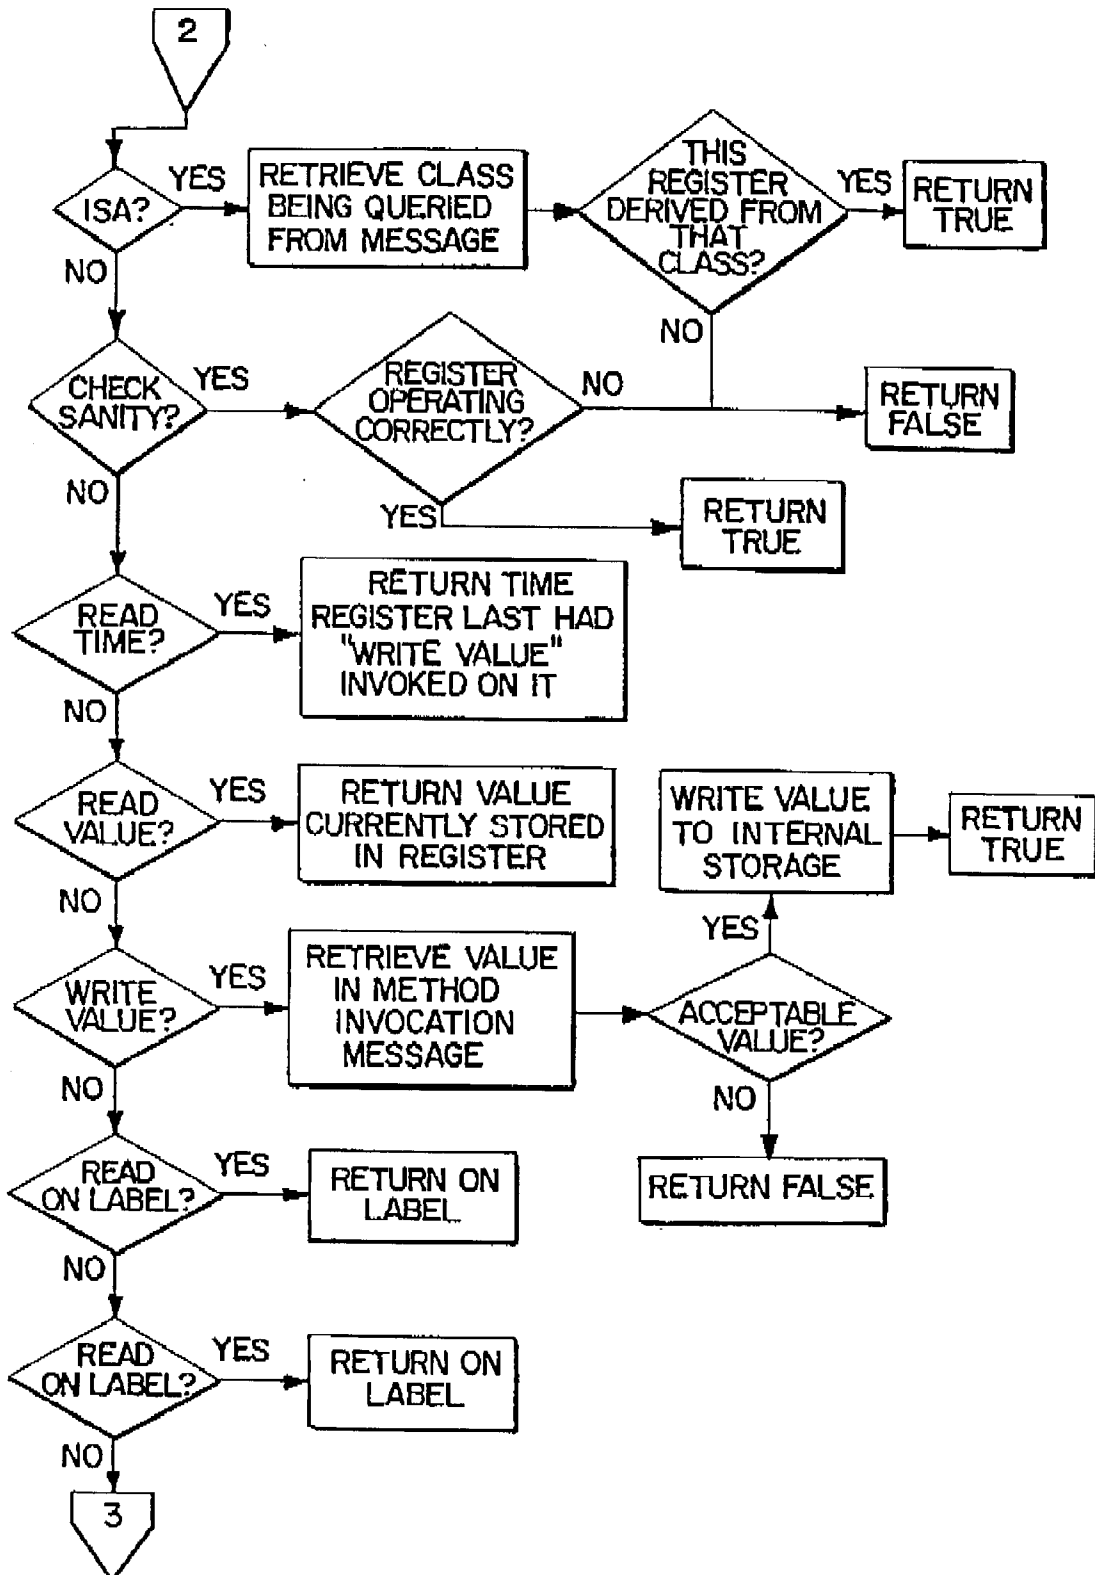 2
ISA?
YES
RETRIEVE CLASS
BEING QUERIED
FROM MESSAGE
THIS
REGISTER
DERIVED FROM
THAT
CLASS?
YES
RETURN
TRUE
NO
NO
CHECK
SANITY?
YES
REGISTER
OPERATING
CORRECTLY?
NO
RETURN
FALSE
NO
YES
RETURN
TRUE
READ
TIME?
YES
RETURN TIME
REGISTER LAST HAD
"WRITE VALUE"
INVOKED ON IT
NO
READ
VALUE?
YES
RETURN VALUE
CURRENTLY STORED
IN REGISTER
WRITE VALUE
TO INTERNAL
STORAGE
RETURN
TRUE
NO
YES
WRITE
VALUE?
YES
RETRIEVE VALUE
IN METHOD
INVOCATION
MESSAGE
ACCEPTABLE
VALUE?
NO
NO
RETURN FALSE
READ
ON LABEL?
YES
RETURN ON
LABEL
NO
READ
ON LABEL?
YES
RETURN ON
LABEL
NO
3